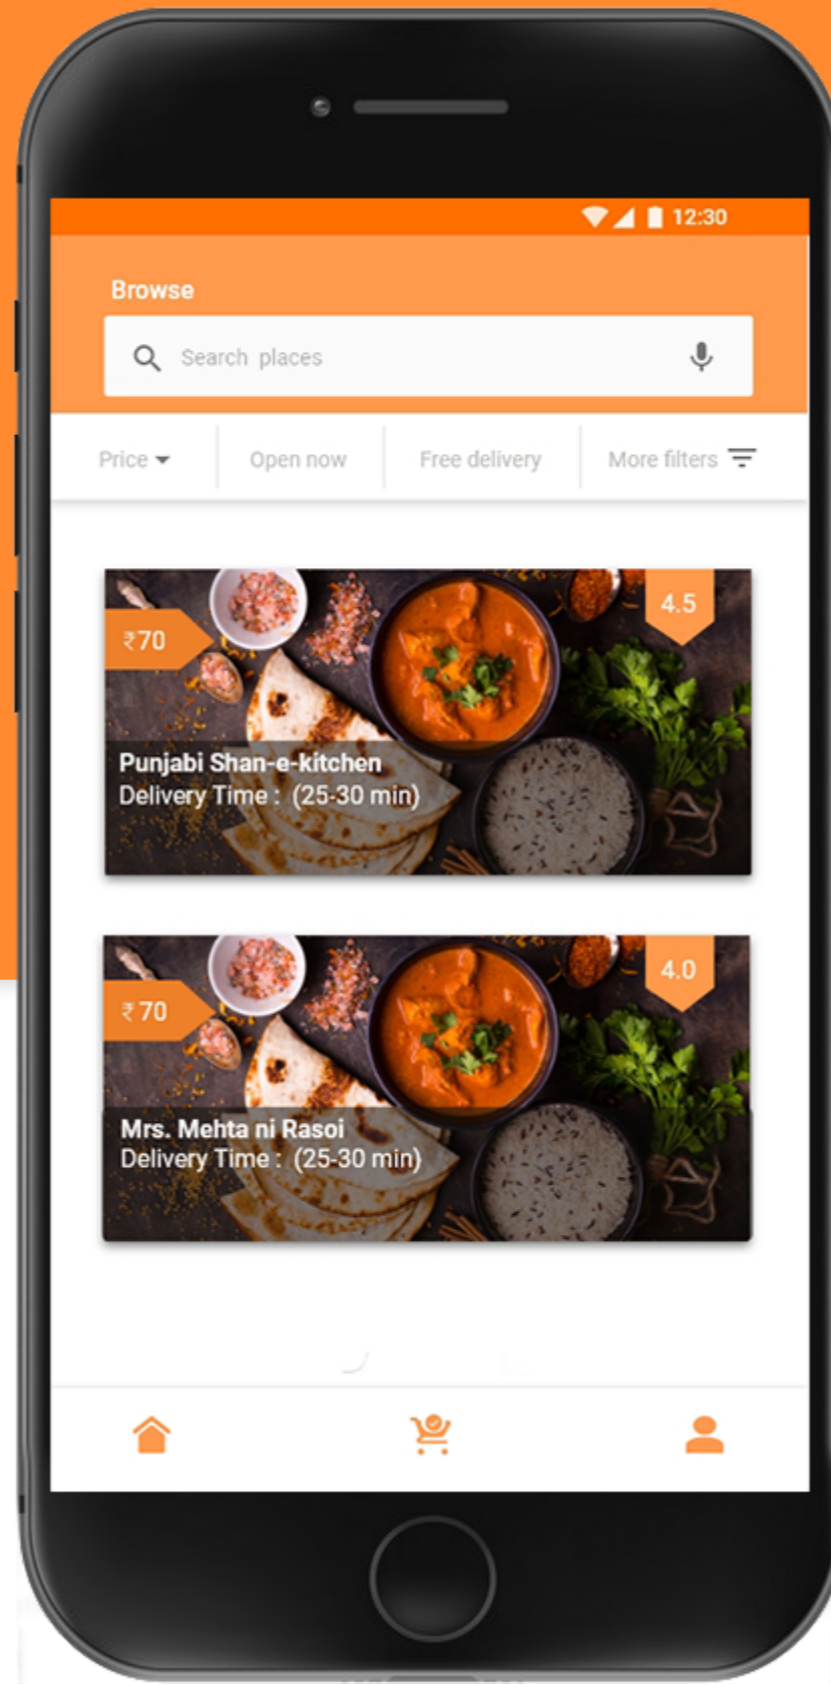 12:30
Browse
Search places
Price
Open now
Free delivery
More filters
4.5
₹70
Punjabi Shan-e-kitchen
Delivery Time : (25-30 min)
4.0
₹ 70
Mrs. Mehta ni Rasoi
Delivery Time : (25-30 min)